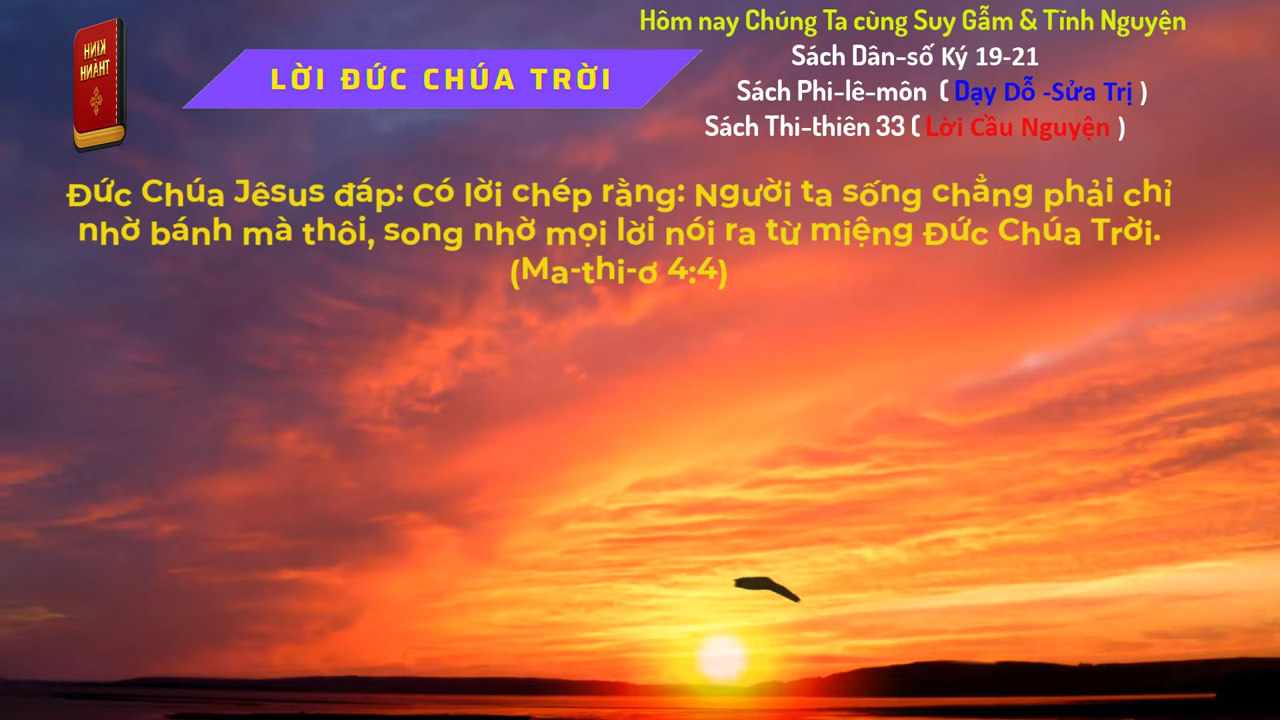 KINH
THÁNH
LỜI ĐỨC CHÚA TRỜI
Hôm nay Chúng Ta cùng Suy Gẫm & Tĩnh Nguyện
Sách Dân-số Ký 19-21
Sách Phi-lê-môn ( Dạy Dỗ -Sửa Trị )
Sách Thi-thiên 33 ( Lời Cầu Nguyện )
Đức Chúa Jêsus đáp: Có lời chép rằng: Người ta sống chẳng phải chỉ
nhờ bánh mà thôi, song nhờ mọi lời nói ra từ miệng Đức Chúa Trời.
(Ma-thi-ơ 4:4)